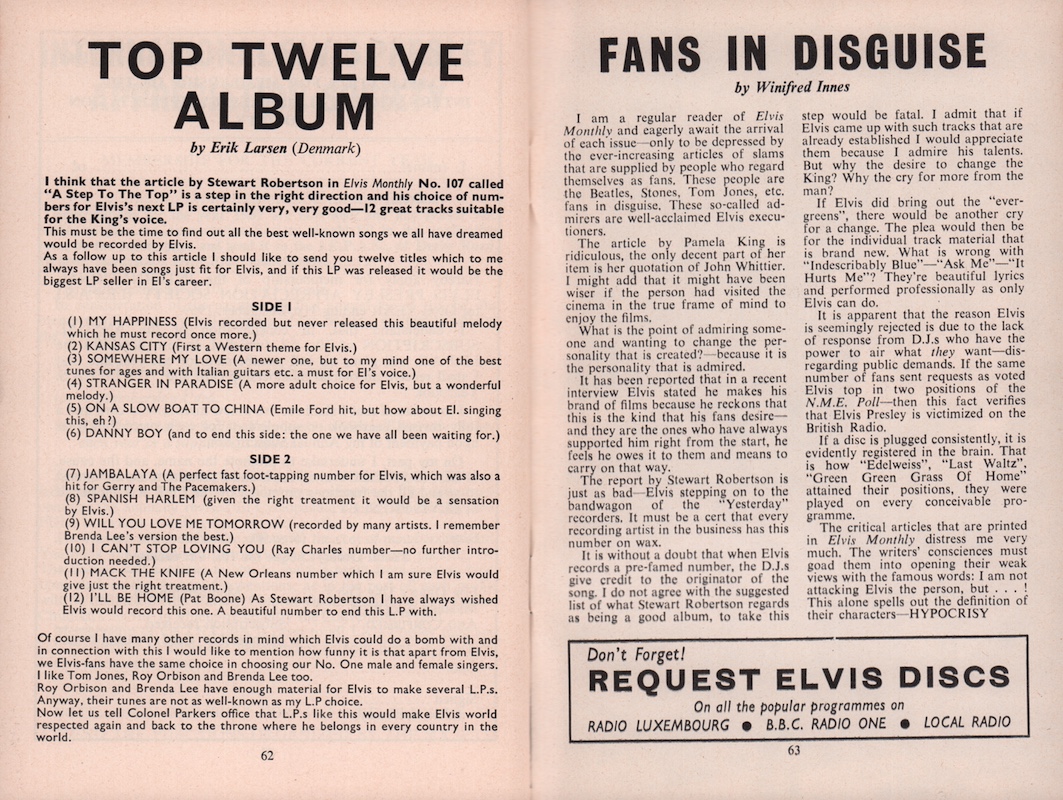 TOP TWELVE
ALBUM
by Erik Larsen (Denmark)
I think that the article by Stewart Robertson in Elvis Monthly No. 107 called
“A Step To The Top” is a step in the right direction and his choice of num-
bers for Elvis's next LP is certainly very, very good—12 great tracks suitable
for the King's voice.
This must be the time to find out all the best well-known songs we all have dreamed
would be recorded by Elvis.
As a follow up to this article I should like to send you twelve titles which to me
always have been songs just fit for Elvis, and if this LP was released it would be the
biggest LP seller in El's career.
SIDE I
(1) MY HAPPINESS (Elvis recorded but never released this beautiful melody
which he must record once more.)
(2) KANSAS CITY (First a Western theme for Elvis.)
(3) SOMEWHERE MY LOVE (A newer one, but to my mind one of the best
tunes for ages and with Italian guitars etc. a must for El's voice.)
(4) STRANGER IN PARADISE (A more adult choice for Elvis, but a wonderful
melody.)
(5) ON A SLOW BOAT TO CHINA (Emile Ford hit, but how about El. singing
this, eh?)
(6) DANNY BOY (and to end this side: the one we have all been waiting for.)
SIDE 2
(7) JAMBALAYA (A perfect fast foot-tapping number for Elvis, which was also a
hit for Gerry and The Pacemakers.)
(8) SPANISH HARLEM (given the right treatment it would be a sensation
by Elvis.)
(9) WILL YOU LOVE ME TOMORROW (recorded by many artists. I remember
Brenda Lee's version the best.)
(10) I CAN'T STOP LOVING YOU (Ray Charles number—no further intro-
duction needed.)
(11) MACK THE KNIFE (A New Orleans number which I am sure Elvis would
give just the right treatment.)
(12) I'LL BE HOME (Pat Boone) As Stewart Robertson I have always wished
Elvis would record this one. A beautiful number to end this L.P with.
Of course I have many other records in mind which Elvis could do a bomb with and
in connection with this I would like to mention how funny it is that apart from Elvis,
we Elvis-fans have the same choice in choosing our No. One male and female singers.
I like Tom Jones, Roy Orbison and Brenda Lee too.
Roy Orbison and Brenda Lee have enough material for Elvis to make several L.P.s.
Anyway, their tunes are not as well-known as my L.P choice.
Now let us tell Colonel Parkers office that L.P.s like this would make Elvis world
respected again and back to the throne where he belongs in every country in the
world.
62
FANS IN DISGUISE
by Winifred Innes
I am a regular reader of Elvis
Monthly and eagerly await the arrival
of each issue—only to be depressed by
the ever-increasing articles of slams
that are supplied by people who regard
themselves as fans. These people are
the Beatles, Stones, Tom Jones, etc.
fans in disguise. These so-called ad-
mirers are well-acclaimed Elvis execu-
tioners.
The article by Pamela King is
ridiculous, the only decent part of her
item is her quotation of John Whittier.
I might add that it might have been
wiser if the person had visited the
cinema in the true frame of mind to
enjoy the films.
What is the point of admiring some-
one and wanting to change the per-
sonality that is created?—because it is
the personality that is admired.
It has been reported that in a recent
interview Elvis stated he makes his
brand of films because he reckons that
this is the kind that his fans desire—
and they are the ones who have always
supported him right from the start, he
feels he owes it to them and means to
carry on that way.
The report by Stewart Robertson is
just as bad—Elvis stepping on to the
bandwagon of the “Yesterday”
recorders. It must be a cert that every
recording artist in the business has this
number on wax.
It is without a doubt that when Elvis
records a pre-famed number, the D.J.s
give credit to the originator of the
song. I do not agree with the suggested
list of what Stewart Robertson regards
as being a good album, to take this
step would be fatal. I admit that if
Elvis came up with such tracks that are
already established I would appreciate
them because I admire his talents.
But why the desire to change the
King? Why the cry for more from the
man?
If Elvis did bring out the “ever-
greens”, there would be another cry
for a change. The plea would then be
for the individual track material that
is brand new. What is wrong with
“Indescribably Blue”—“Ask Me”—“It
Hurts Me”? They're beautiful lyrics
and performed professionally as only
Elvis can do.
It is apparent that the reason Elvis
is seemingly rejected is due to the lack
of response from D.J.s who have the
power to air what they want—dis-
regarding public demands. If the same
number of fans sent requests as voted
Elvis top in two positions of the
N.M.E. Poll—then this fact verifies
that Elvis Presley is victimized on the
British Radio.
If a disc is plugged consistently, it is
evidently registered in the brain. That
is how “Edelweiss”, “Last Waltz”,
“Green Green Grass Of Home”
attained their positions, they were
played on every conceivable pro-
gramme.
The critical articles that are printed
in Elvis Monthly distress me very
much. The writers' consciences must
goad them into opening their weak
views with the famous words: I am not
attacking Elvis the person, but . . . !
This alone spells out the definition of
their characters—HYPOCRISY
Don't Forget!
REQUEST ELVIS DISCS
On all the popular programmes on
RADIO LUXEMBOURG ● B.B.C. RADIO ONE ● LOCAL RADIO
63